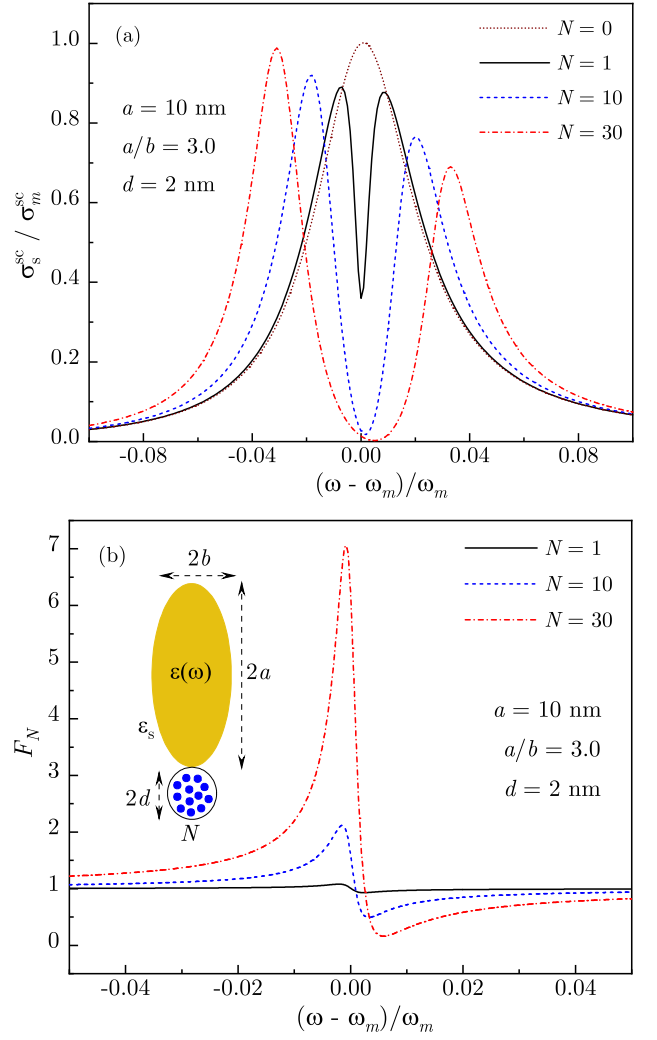 (a)
N = 0
N = 1
N = 10
N = 30
a = 10 nm
a/b = 3.0
d = 2 nm
σ_s^sc / σ_m^sc
1.0
0.8
0.6
0.4
0.2
0.0
-0.08 -0.04 0.00 0.04 0.08
(ω - ω_m)/ω_m
(b)
2b
N = 1
N = 10
N = 30
ε(ω)
2a
ε_s
2d
N
a = 10 nm
a/b = 3.0
d = 2 nm
F_N
7
6
5
4
3
2
1
0
-0.04 -0.02 0.00 0.02 0.04
(ω - ω_m)/ω_m